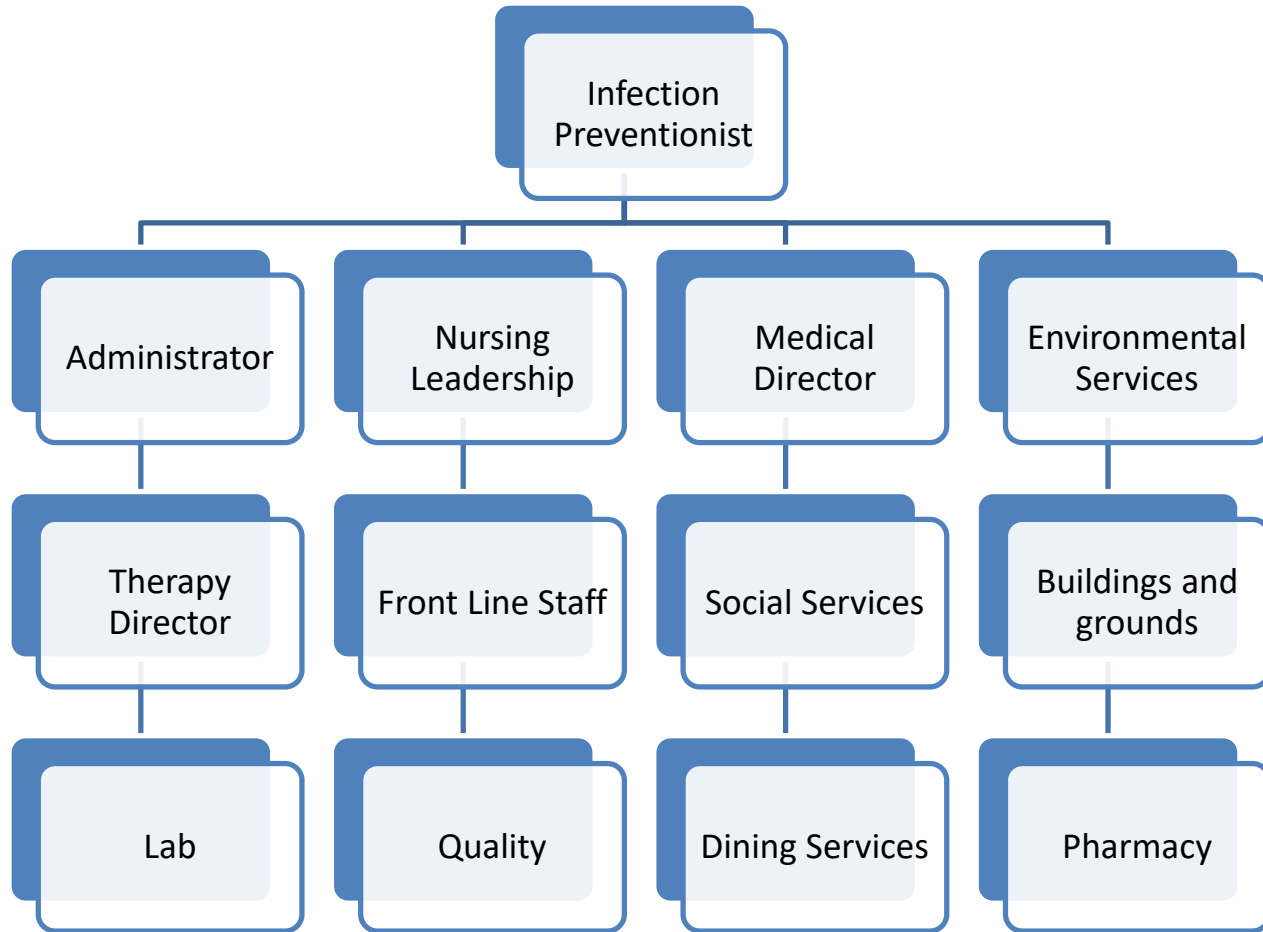 Infection
Preventionist
Administrator
Nursing
Leadership
Medical
Director
Environmental
Services
Therapy
Director
Front Line Staff
Social Services
Buildings and
grounds
Lab
Quality
Dining Services
Pharmacy